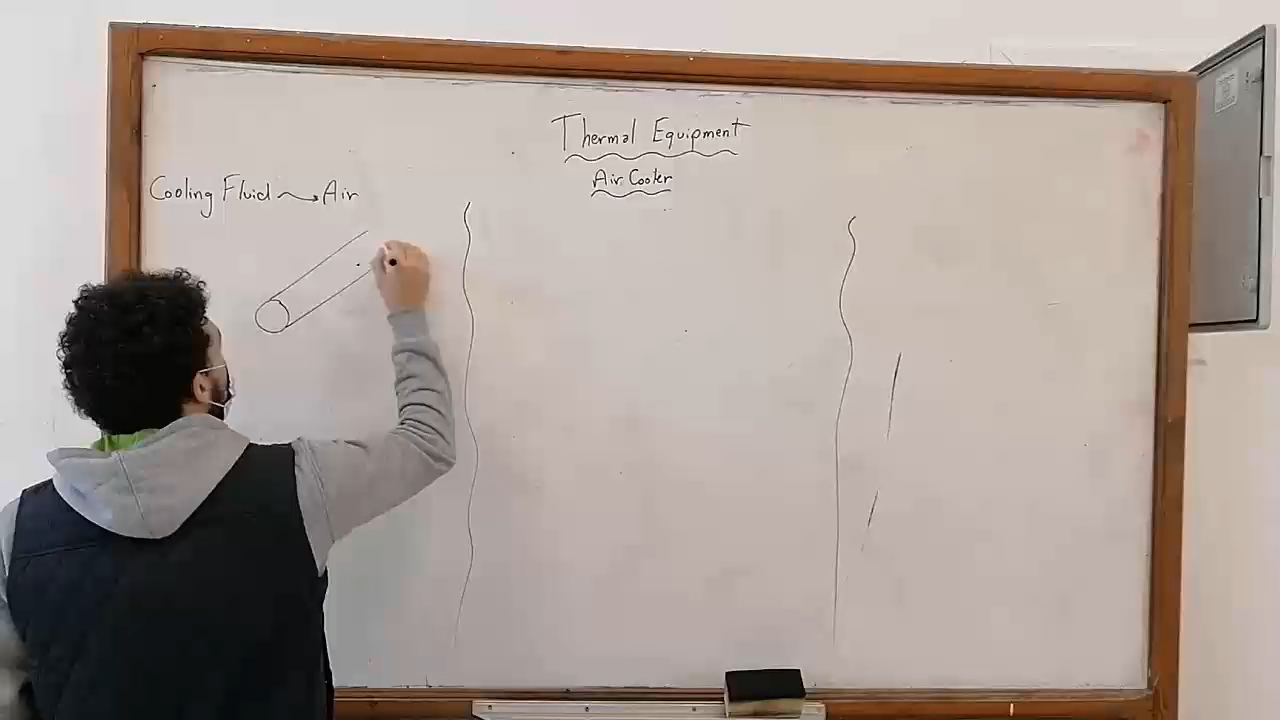 Thermal Equipment
Air Cooler
Cooling Fluid → Air